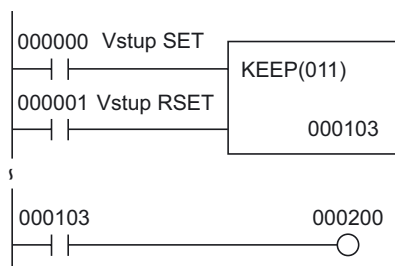 000000 Vstup SET
KEEP(011)
000001 Vstup RSET
000103
000103
000200